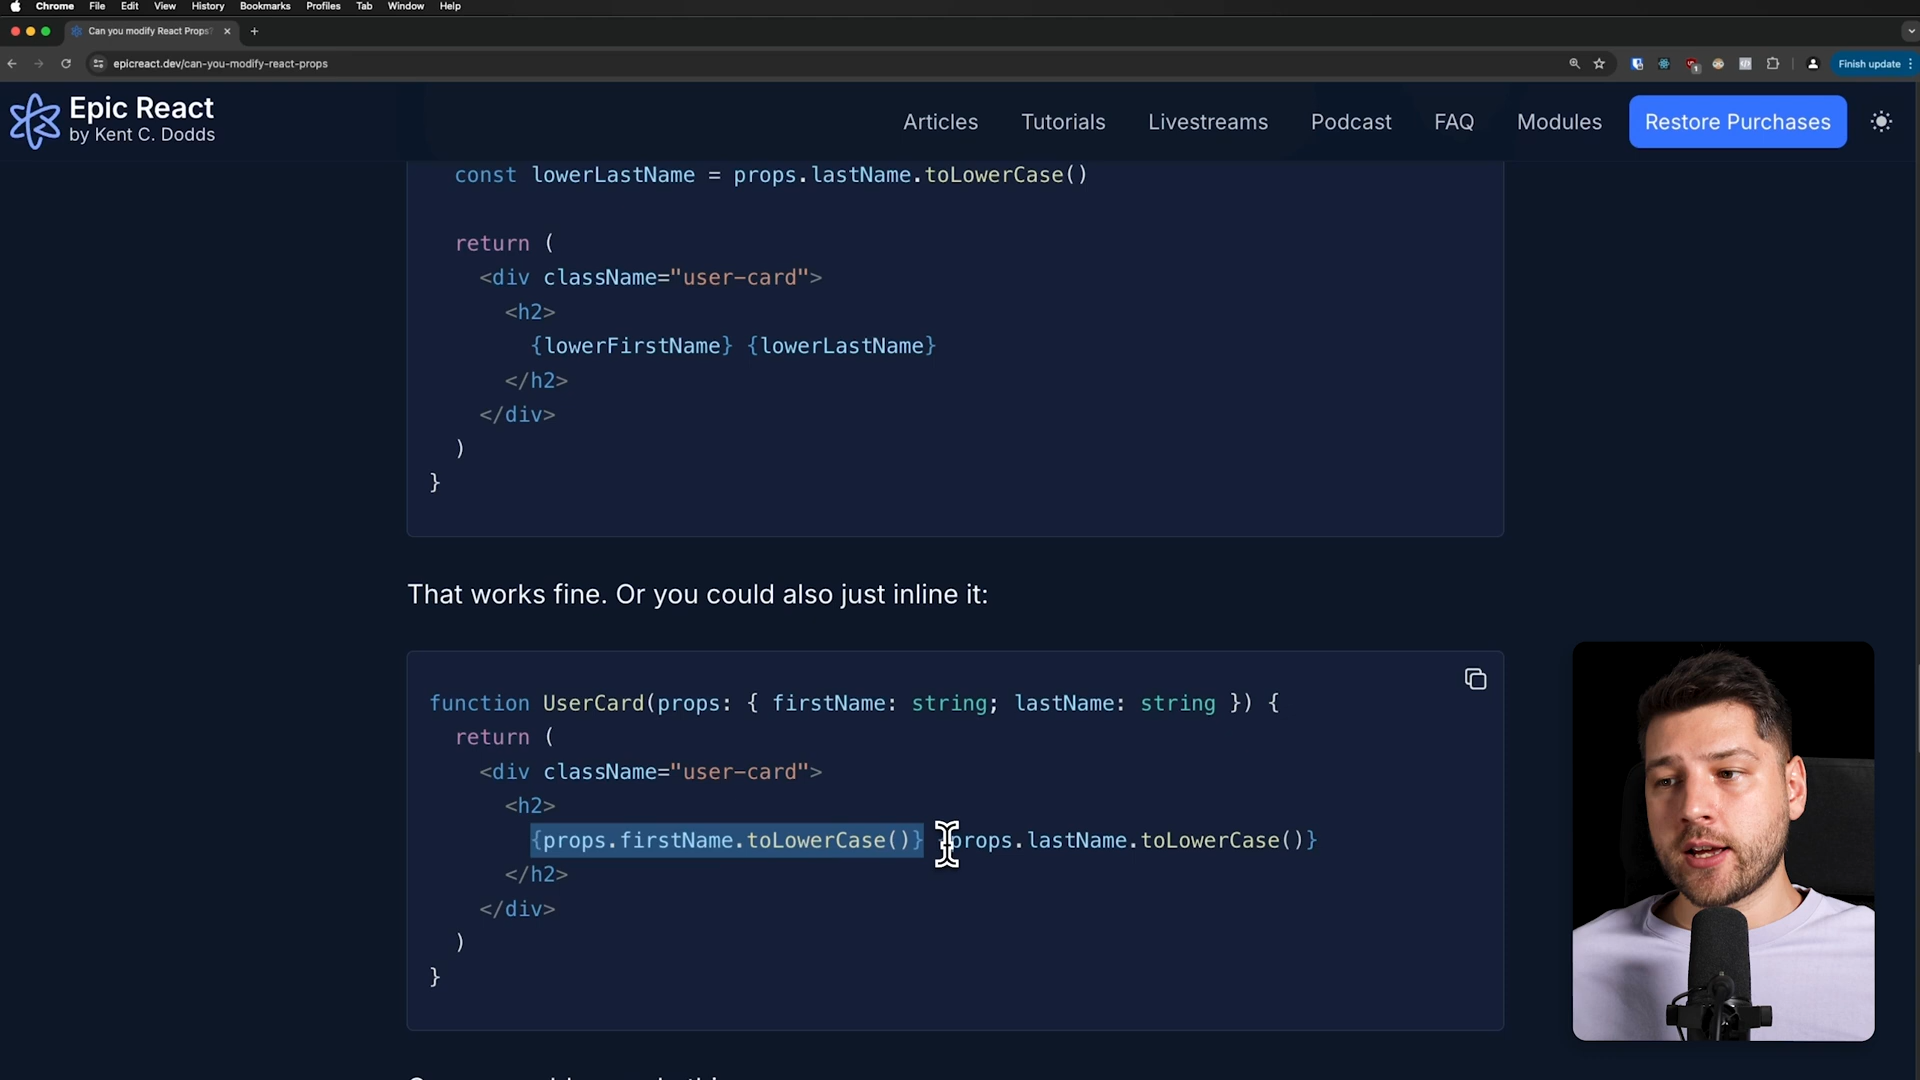 Chrome File Edit View History Bookmarks Profiles Tab Window Help
Can you modify React Props?
epicreact.dev/can-you-modify-react-props
Finish update
Epic React
by Kent C. Dodds
Articles Tutorials Livestreams Podcast FAQ Modules Restore Purchases
const lowerLastName = props.lastName.toLowerCase()
return (
<div className="user-card">
<h2>
{lowerFirstName} {lowerLastName}
</h2>
</div>
)
}
That works fine. Or you could also just inline it:
function UserCard(props: { firstName: string; lastName: string }) {
return (
<div className="user-card">
<h2>
{props.firstName.toLowerCase()} {props.lastName.toLowerCase()}
</h2>
</div>
)
}